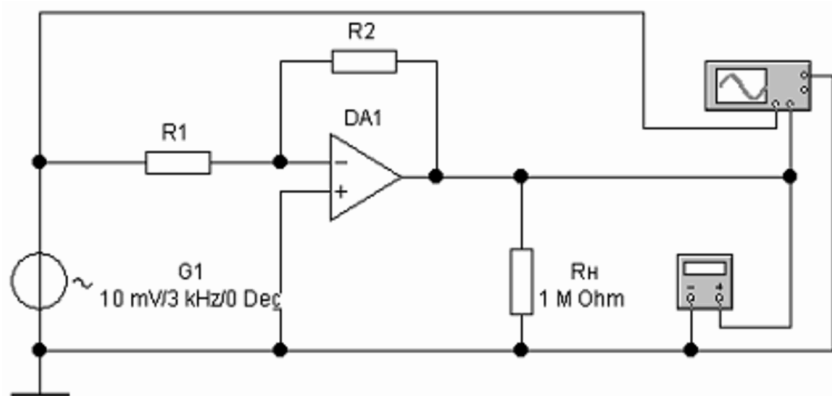 R2
DA1
R1
−
+
G1
~ 10 mV/3 kHz/0 Deg
Rн
1 M Ohm
− +